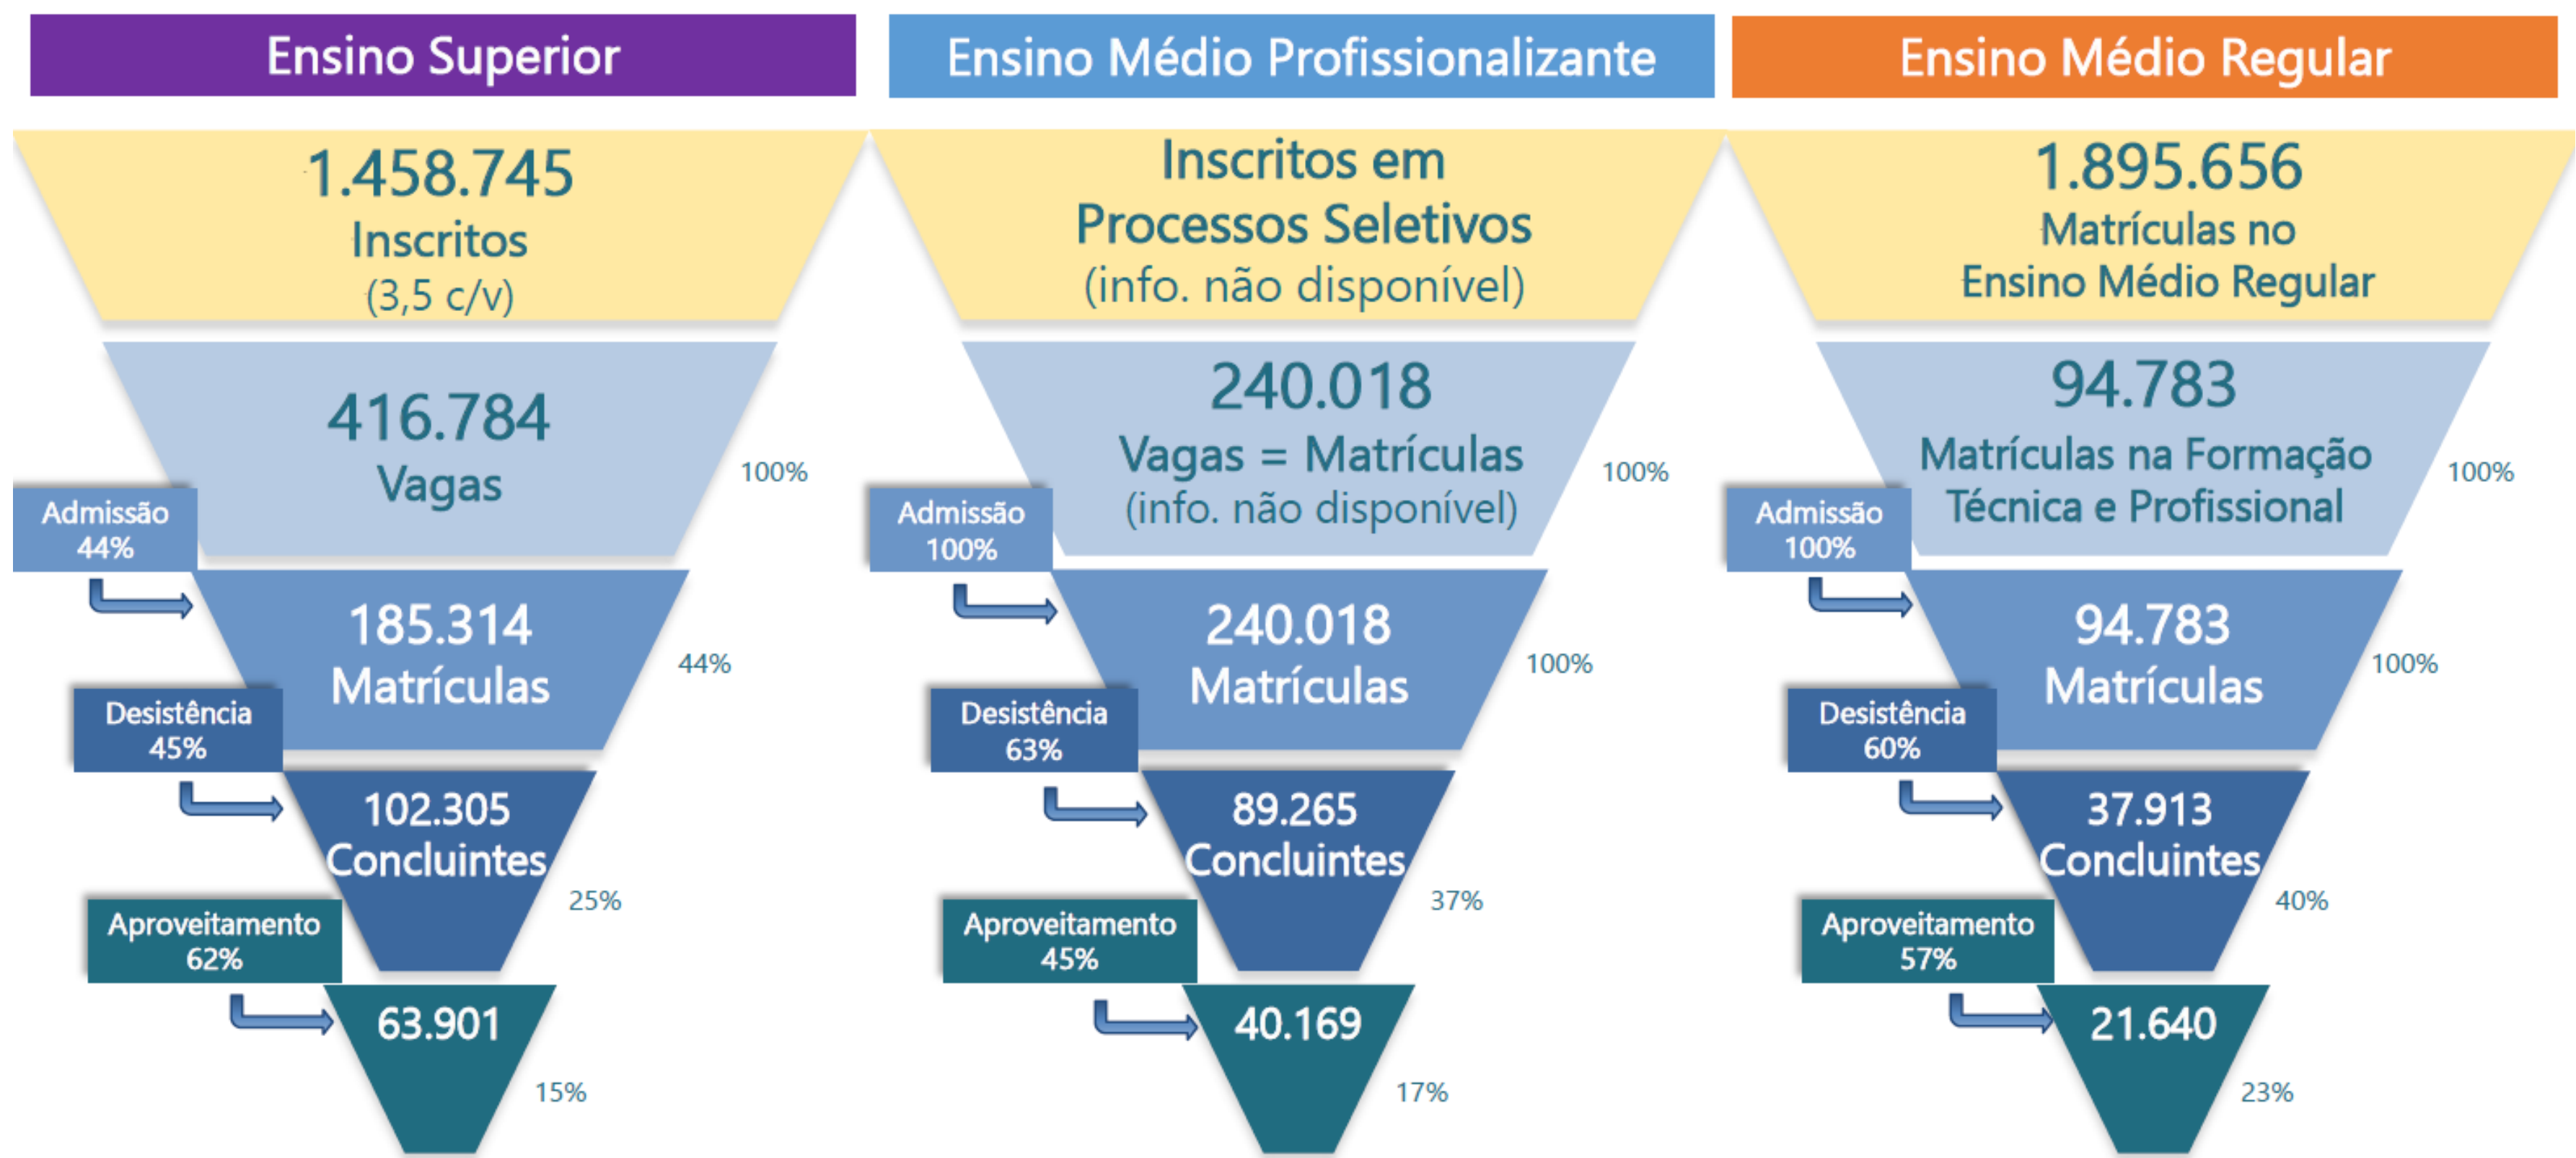 Ensino Superior
1.458.745
Inscritos
(3,5 c/v)
416.784
Vagas
100%
Admissão
44%
185.314
Matrículas
44%
Desistência
45%
102.305
Concluintes
25%
Aproveitamento
62%
63.901
15%
Ensino Médio Profissionalizante
Inscritos em
Processos Seletivos
(info. não disponível)
240.018
Vagas = Matrículas
(info. não disponível)
100%
Admissão
100%
240.018
Matrículas
100%
Desistência
63%
89.265
Concluintes
37%
Aproveitamento
45%
40.169
17%
Ensino Médio Regular
1.895.656
Matrículas no
Ensino Médio Regular
94.783
Matrículas na Formação
Técnica e Profissional
100%
Admissão
100%
94.783
Matrículas
100%
Desistência
60%
37.913
Concluintes
40%
Aproveitamento
57%
21.640
23%